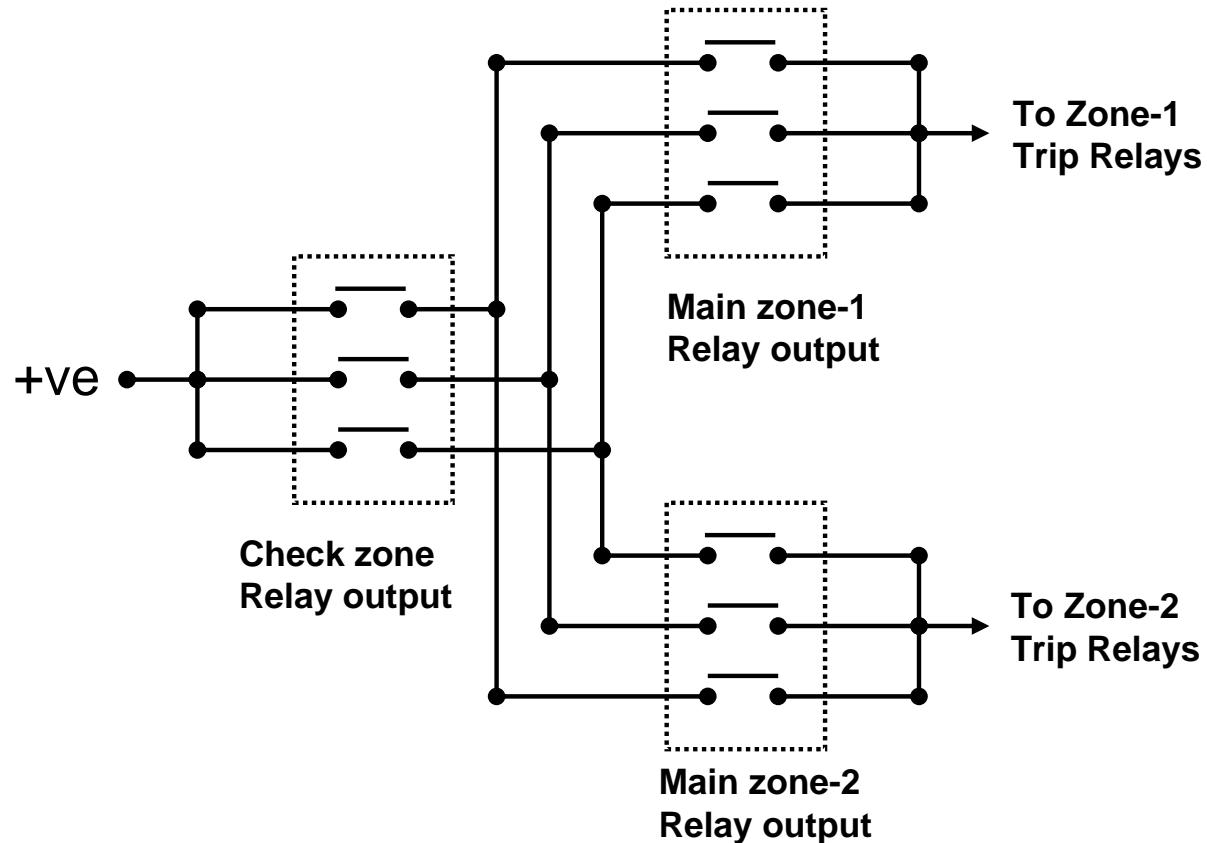 To Zone-1
Trip Relays
Main zone-1
Relay output
+ve
Check zone
Relay output
To Zone-2
Trip Relays
Main zone-2
Relay output